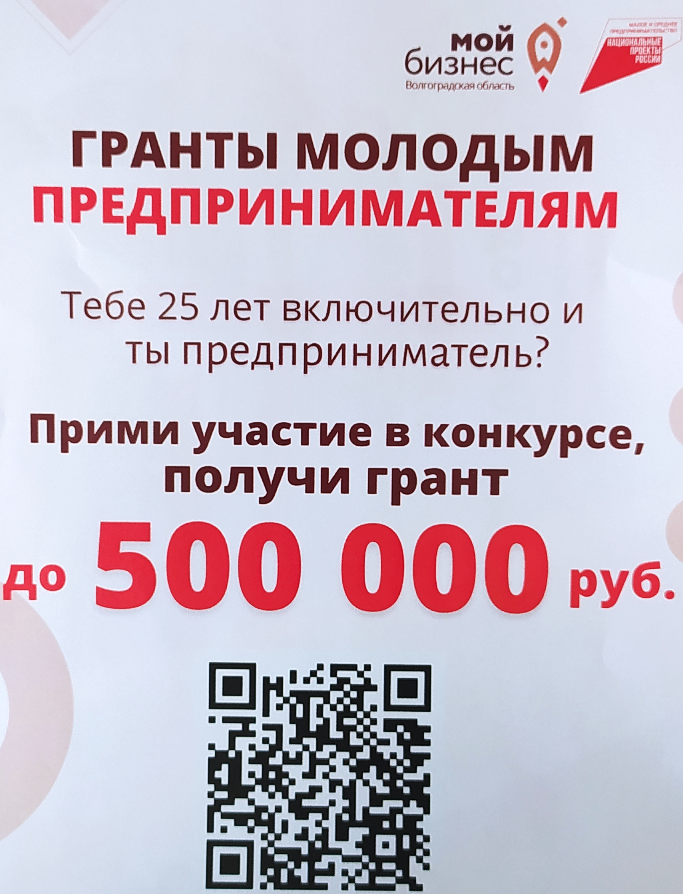 мой
бизнес
Волгоградская область
МАЛОЕ И СРЕДНЕЕ
ПРЕДПРИНИМАТЕЛЬСТВО
НАЦИОНАЛЬНЫЕ
ПРОЕКТЫ
РОССИИ
ГРАНТЫ МОЛОДЫМ
ПРЕДПРИНИМАТЕЛЯМ
Тебе 25 лет включительно и
ты предприниматель?
Прими участие в конкурсе,
получи грант
до 500 000 руб.